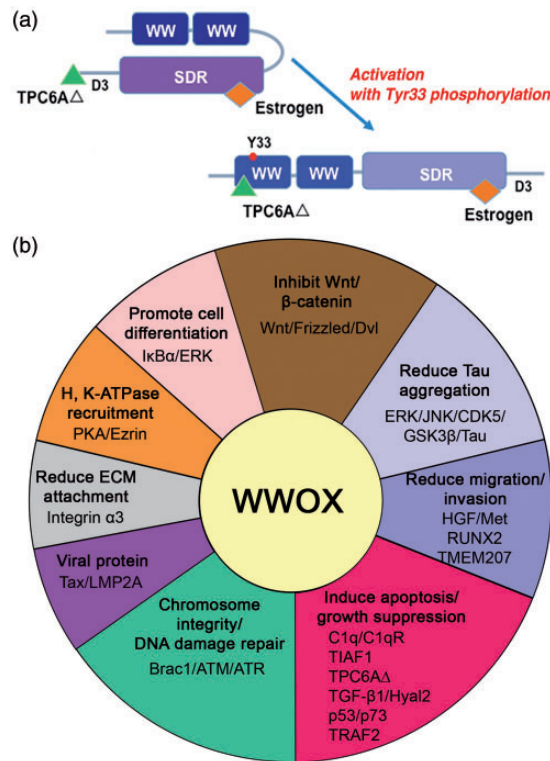 (a)
WW WW
D3 SDR
TPC6AΔ
Estrogen
Activation
with Tyr33 phosphorylation
Y33
WW WW SDR
D3
TPC6AΔ
Estrogen
(b)
Inhibit Wnt/
β-catenin
Wnt/Frizzled/Dvl
Reduce Tau
aggregation
ERK/JNK/CDK5/
GSK3β/Tau
Reduce migration/
invasion
HGF/Met
RUNX2
TMEM207
Induce apoptosis/
growth suppression
C1q/C1qR
TIAF1
TPC6AΔ
TGF-β1/Hyal2
p53/p73
TRAF2
Chromosome
integrity/
DNA damage repair
Brac1/ATM/ATR
Viral protein
Tax/LMP2A
Reduce ECM
attachment
Integrin α3
H, K-ATPase
recruitment
PKA/Ezrin
Promote cell
differentiation
IκBα/ERK
WWOX